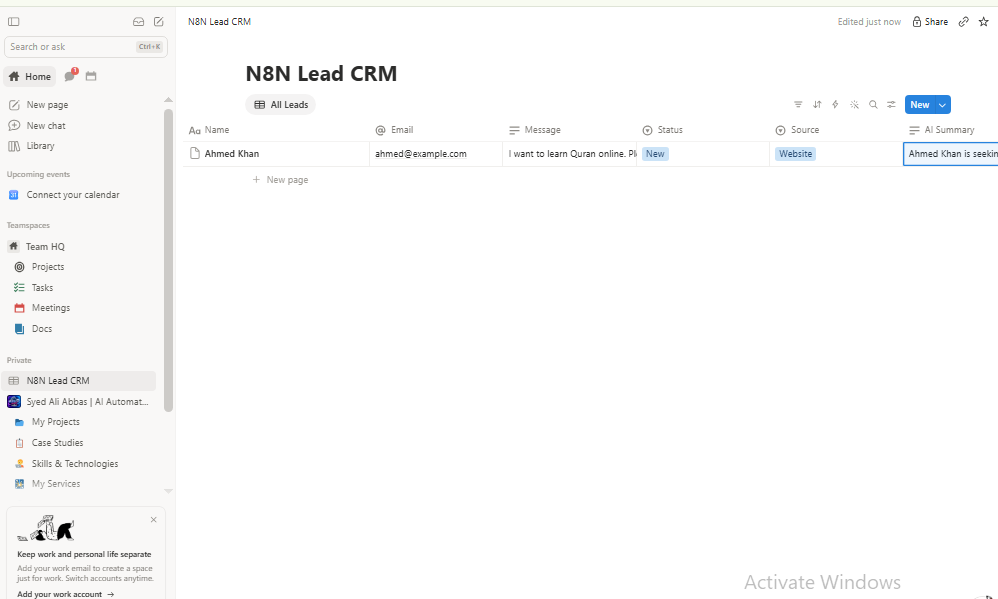 N8N Lead CRM
Edited just now
Share
Search or ask
Ctrl+K
Home
1
New page
New chat
Library
Upcoming events
31
Connect your calendar
Teamspaces
Team HQ
Projects
Tasks
Meetings
Docs
Private
N8N Lead CRM
Syed Ali Abbas | AI Automat...
My Projects
Case Studies
Skills & Technologies
My Services
Keep work and personal life separate
Add your work email to create a space
just for work. Switch accounts anytime.
Add your work account →
N8N Lead CRM
All Leads
New
Aa Name
@ Email
Message
Status
Source
AI Summary
Ahmed Khan
ahmed@example.com
I want to learn Quran online.
New
Website
Ahmed Khan is
+ New page
Activate Windows